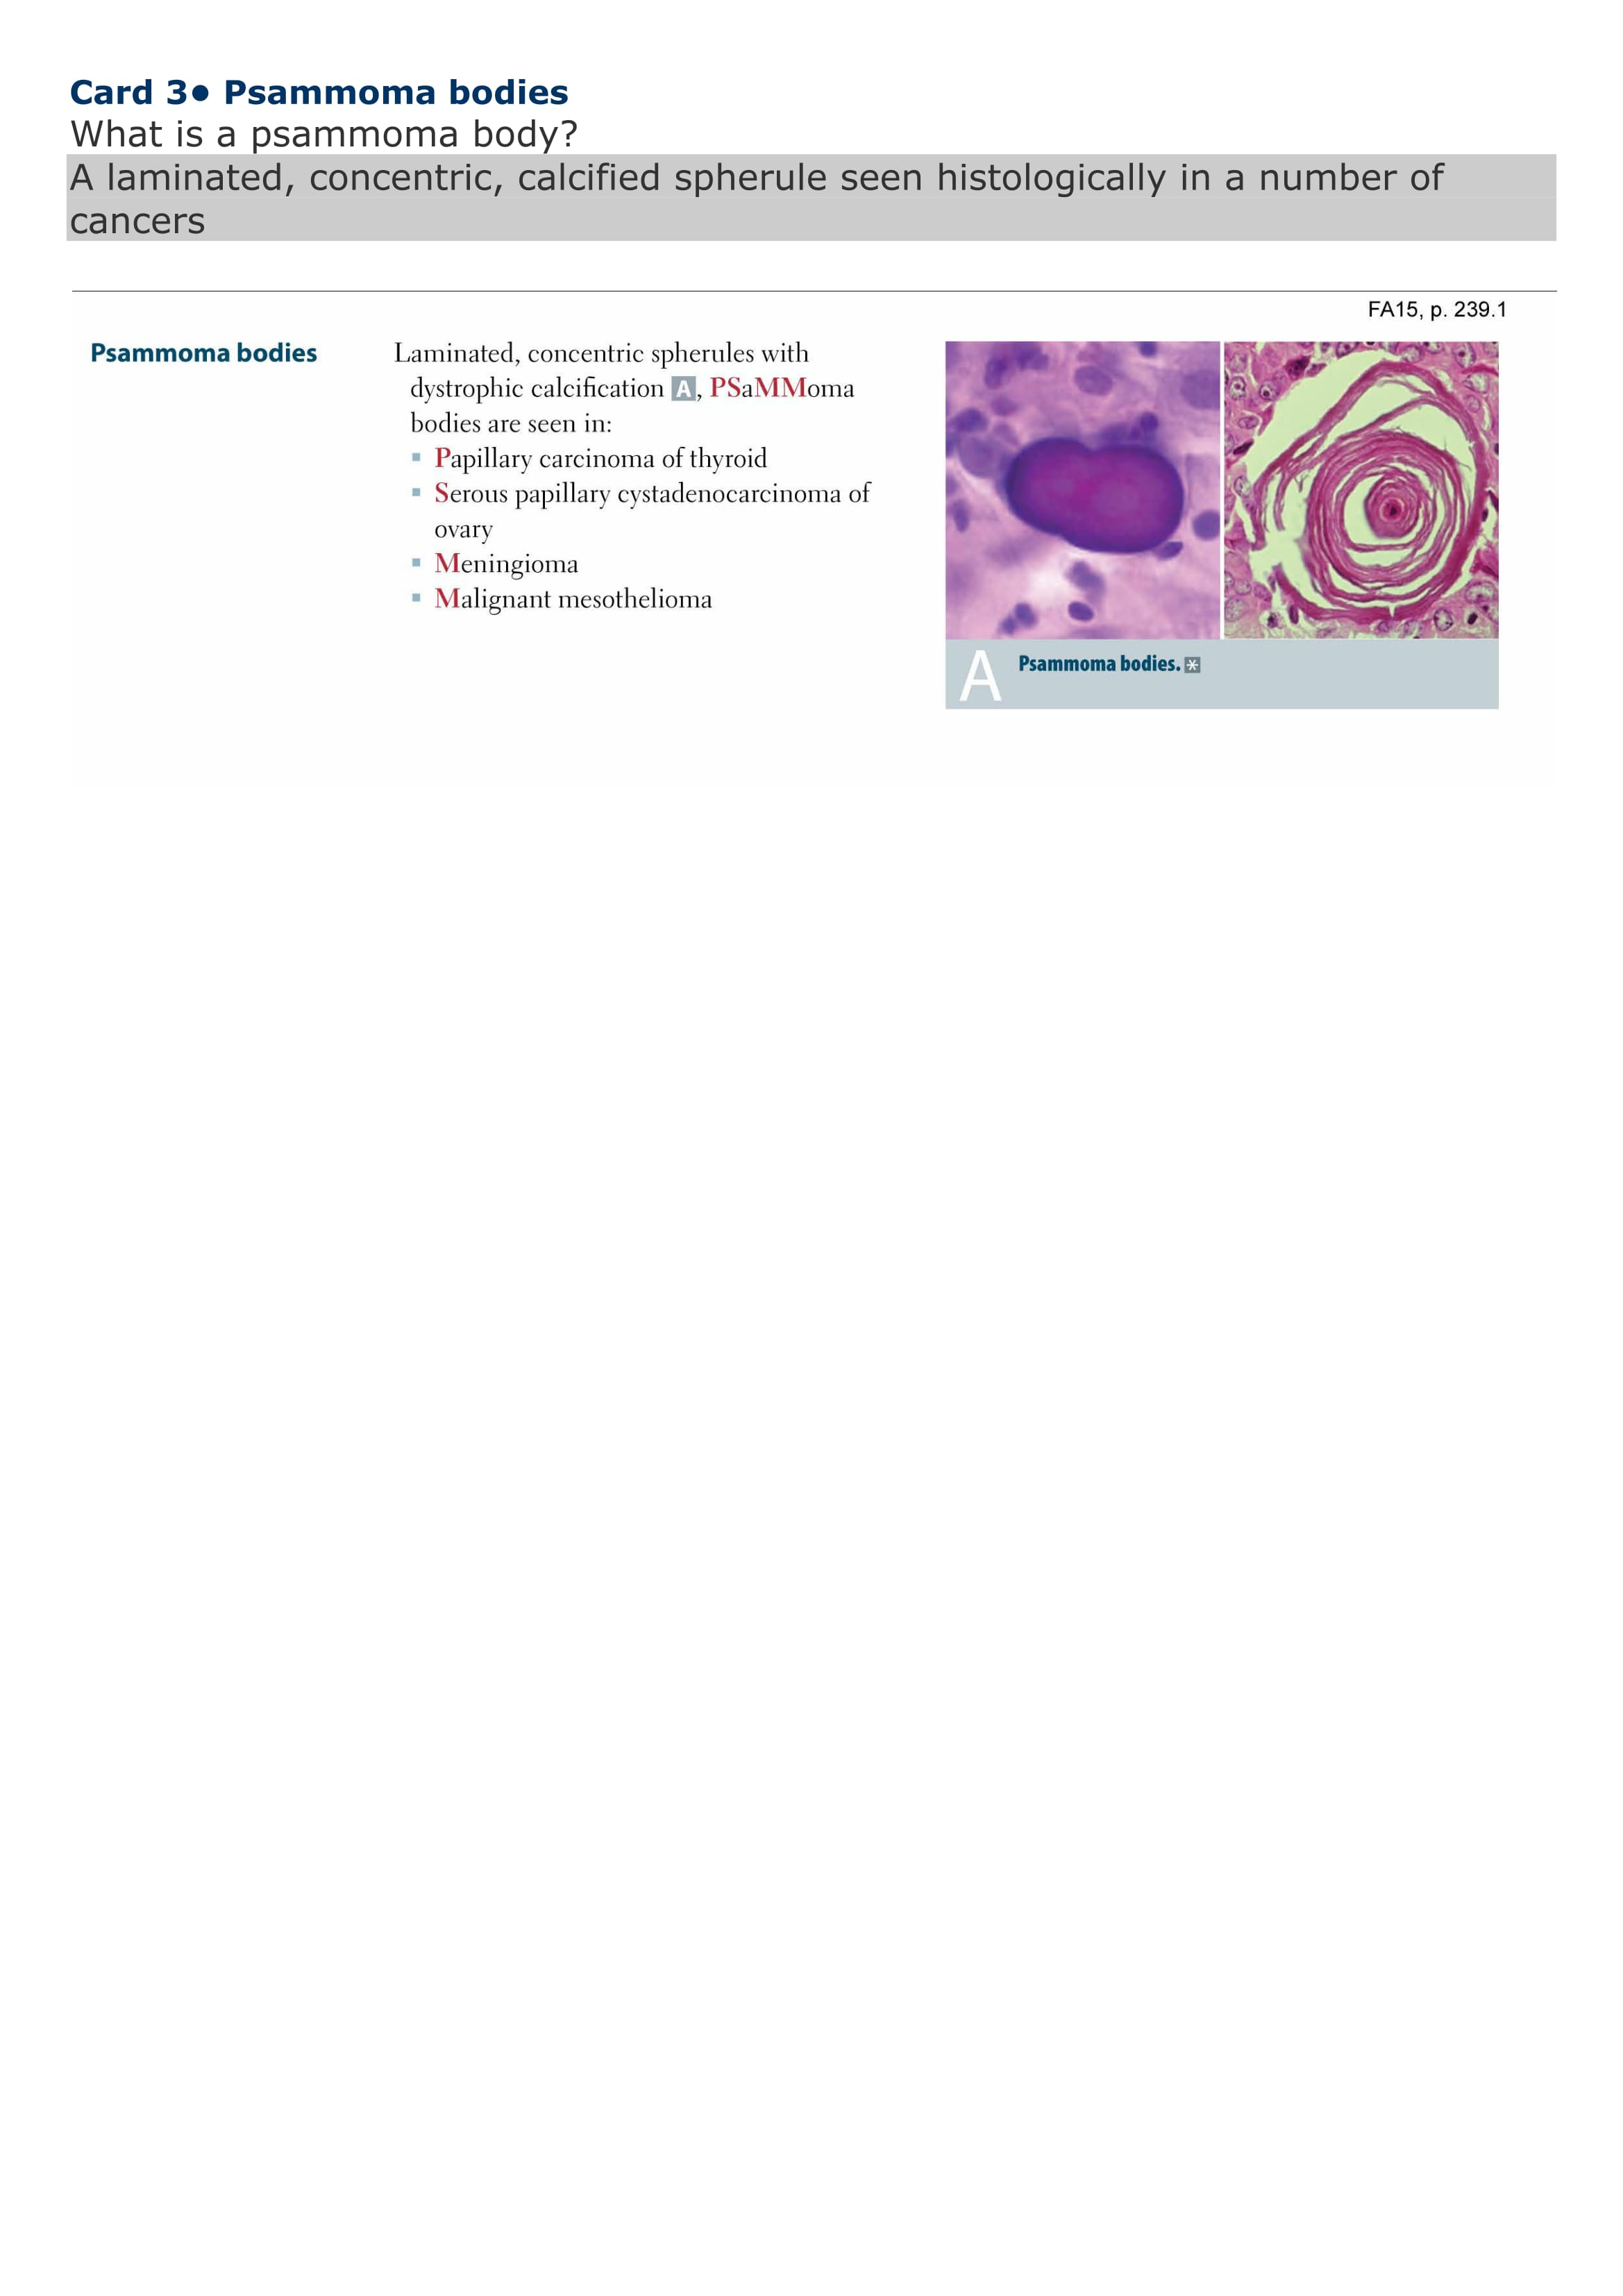 Card 3● Psammoma bodies
What is a psammoma body?
A laminated, concentric, calcified spherule seen histologically in a number of
cancers
FA15, p. 239.1
Psammoma bodies
Laminated, concentric spherules with
dystrophic calcification A, PSaMMoma
bodies are seen in:
▪ Papillary carcinoma of thyroid
▪ Serous papillary cystadenocarcinoma of
ovary
▪ Meningioma
▪ Malignant mesothelioma
A Psammoma bodies. *